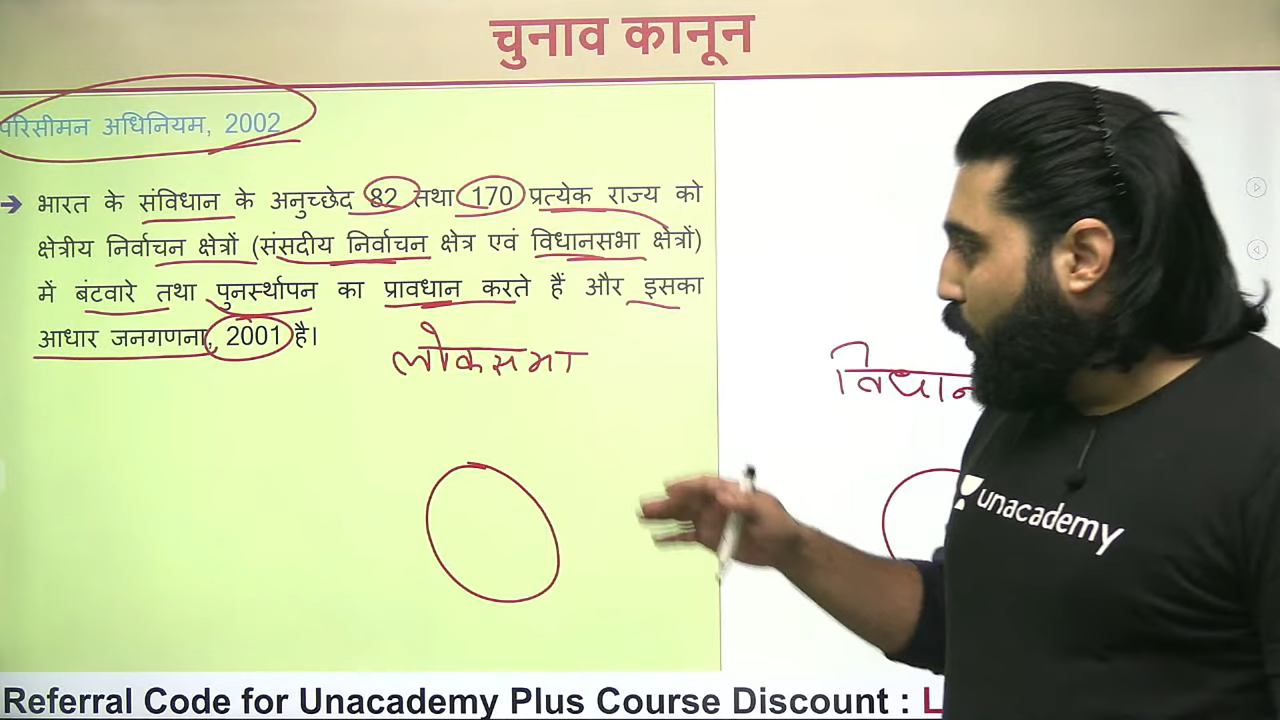 चुनाव कानून
परिसीमन अधिनियम, 2002
भारत के संविधान के अनुच्छेद 82 तथा 170 प्रत्येक राज्य को
क्षेत्रीय निर्वाचन क्षेत्रों (संसदीय निर्वाचन क्षेत्र एवं विधानसभा क्षेत्रों)
में बंटवारे तथा पुनर्स्थापन का प्रावधान करते हैं और इसका
आधार जनगणना, 2001 है।
लोकसभा
विधान
unacademy
Referral Code for Unacademy Plus Course Discount : L